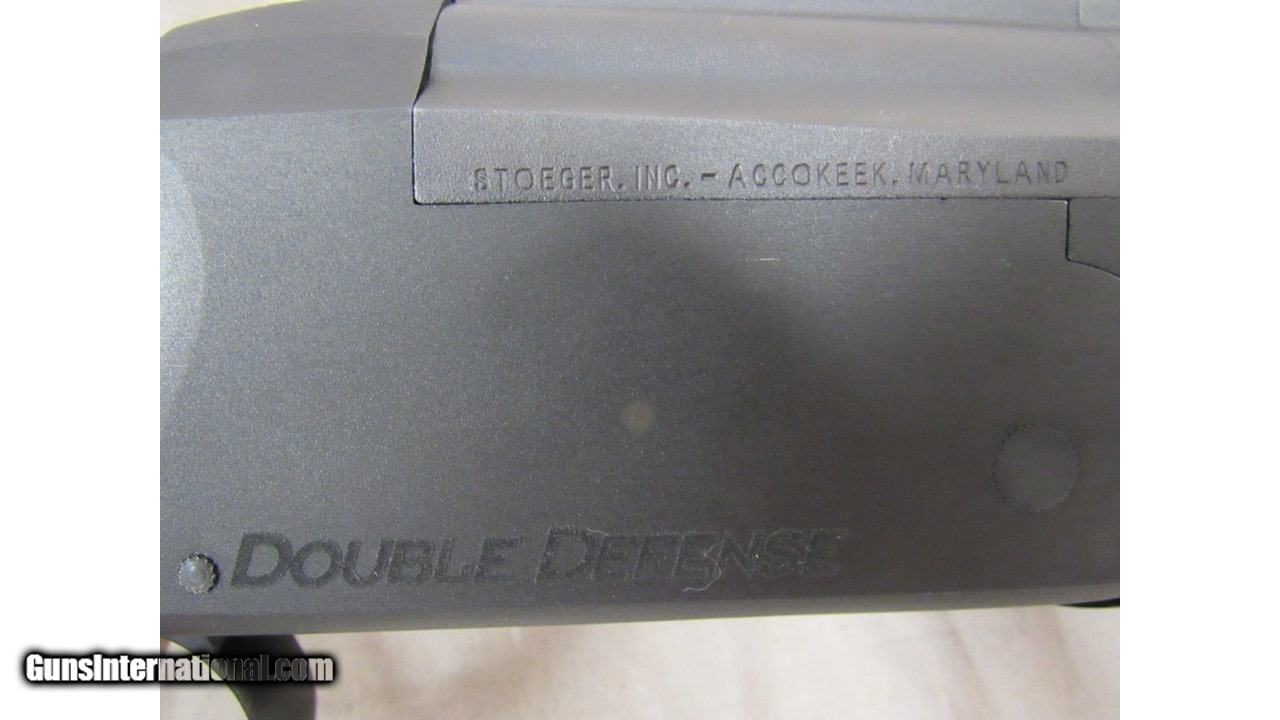 STOEGER, INC. - ACCOKEEK, MARYLAND
DOUBLE DEFENSE
GunsInternational.com